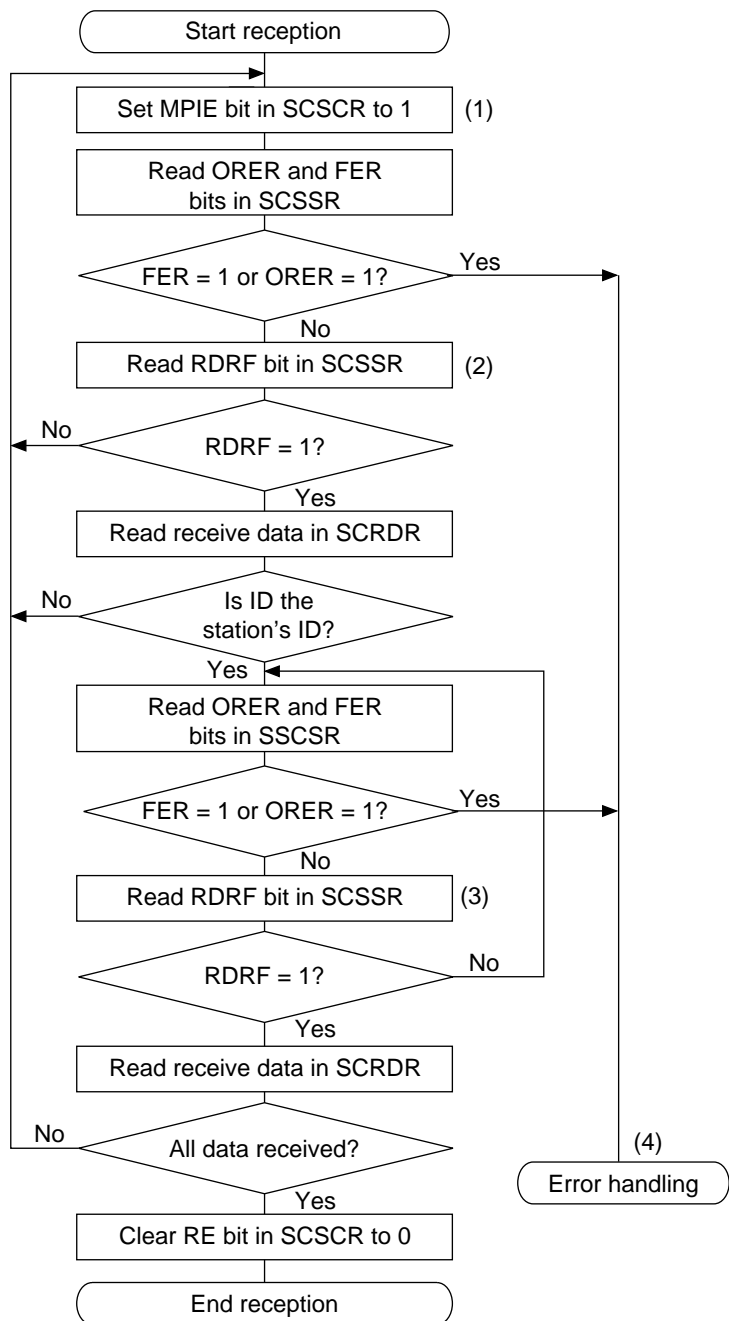 Start reception
Set MPIE bit in SCSCR to 1
(1)
Read ORER and FER
bits in SCSSR
FER = 1 or ORER = 1?
Yes
No
Read RDRF bit in SCSSR
(2)
No
RDRF = 1?
Yes
Read receive data in SCRDR
No
Is ID the
station's ID?
Yes
Read ORER and FER
bits in SSCSR
FER = 1 or ORER = 1?
Yes
No
Read RDRF bit in SCSSR
(3)
RDRF = 1?
No
Yes
Read receive data in SCRDR
No
All data received?
(4)
Error handling
Yes
Clear RE bit in SCSCR to 0
End reception